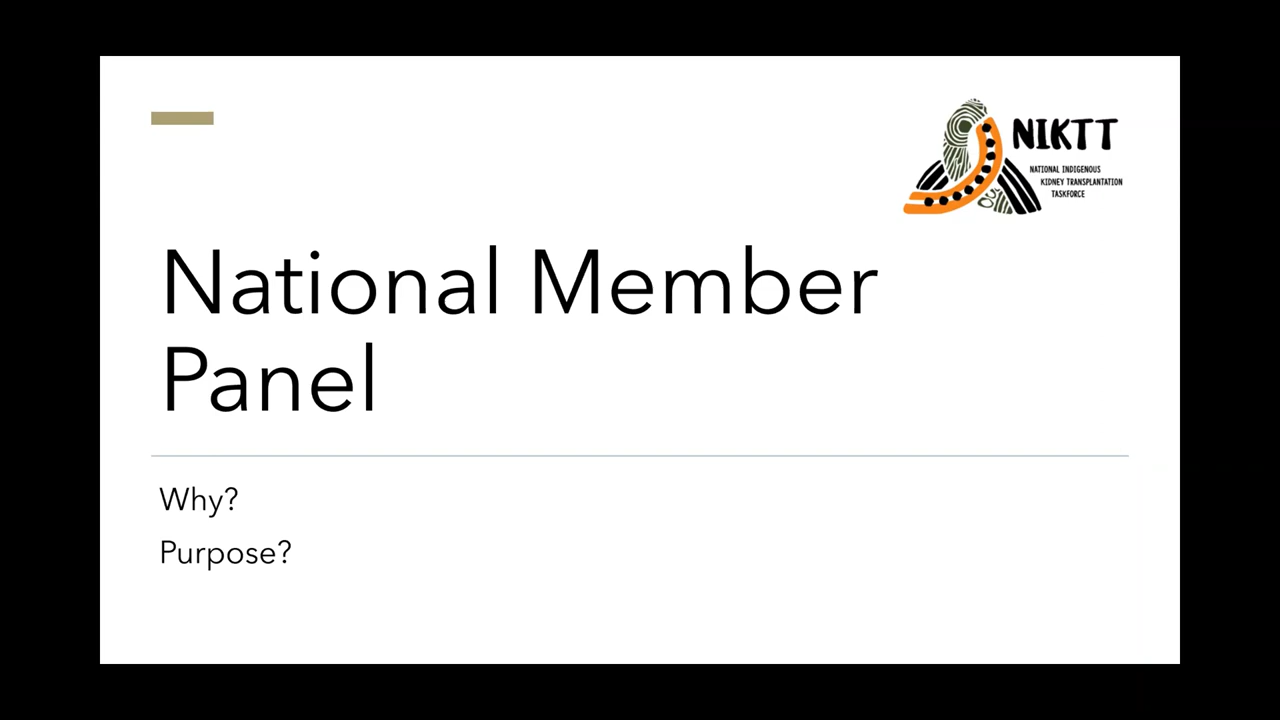 NIKTT
NATIONAL INDIGENOUS
KIDNEY TRANSPLANTATION
TASKFORCE
National Member
Panel
Why?
Purpose?